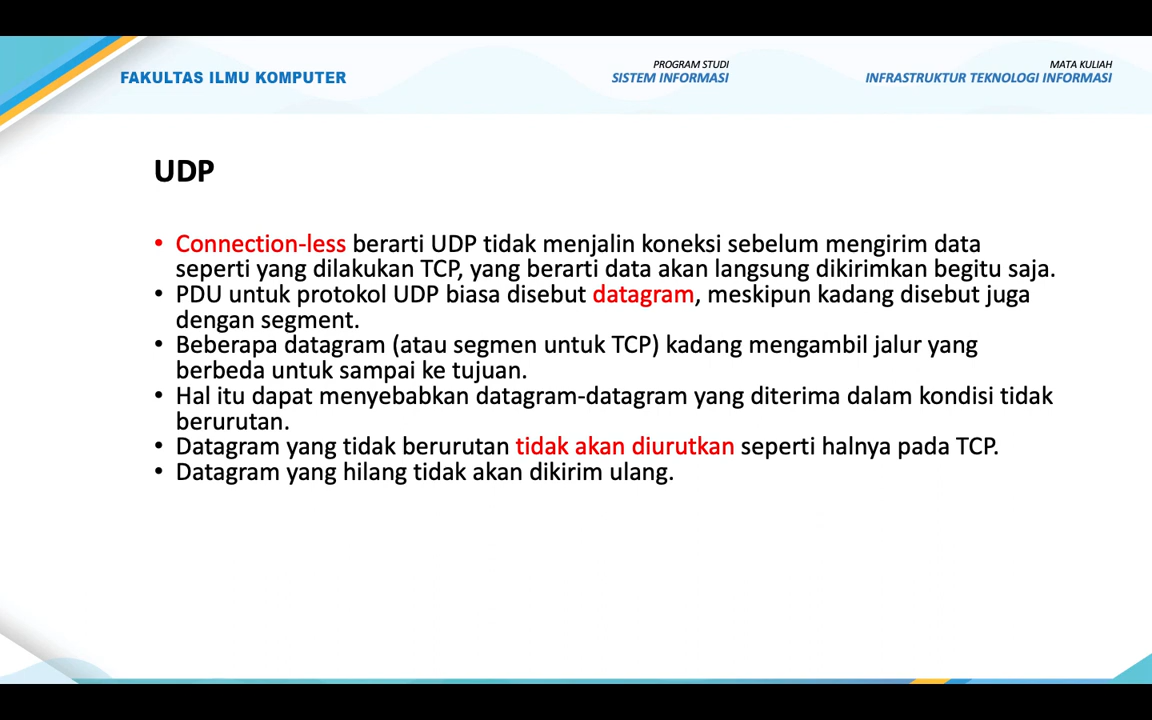 FAKULTAS ILMU KOMPUTER
PROGRAM STUDI
SISTEM INFORMASI
MATA KULIAH
INFRASTRUKTUR TEKNOLOGI INFORMASI
UDP
• Connection-less berarti UDP tidak menjalin koneksi sebelum mengirim data
seperti yang dilakukan TCP, yang berarti data akan langsung dikirimkan begitu saja.
• PDU untuk protokol UDP biasa disebut datagram, meskipun kadang disebut juga
dengan segment.
• Beberapa datagram (atau segmen untuk TCP) kadang mengambil jalur yang
berbeda untuk sampai ke tujuan.
• Hal itu dapat menyebabkan datagram-datagram yang diterima dalam kondisi tidak
berurutan.
• Datagram yang tidak berurutan tidak akan diurutkan seperti halnya pada TCP.
• Datagram yang hilang tidak akan dikirim ulang.